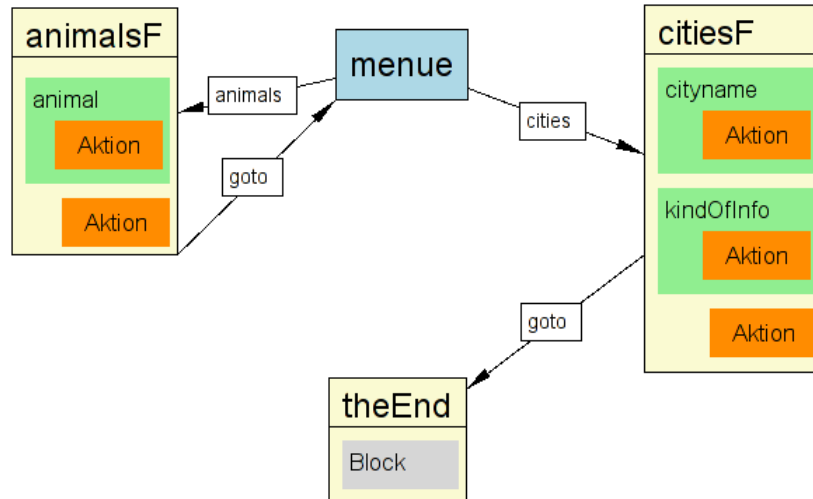 animalsF
animal
Aktion
Aktion
menue
animals
goto
cities
citiesF
cityname
Aktion
kindOfInfo
Aktion
Aktion
goto
theEnd
Block